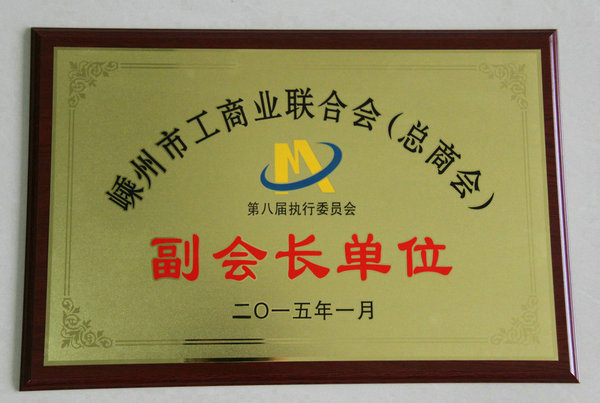 嵊州市工商业联合会(总商会)
第八届执行委员会
副会长单位
二〇一五年一月